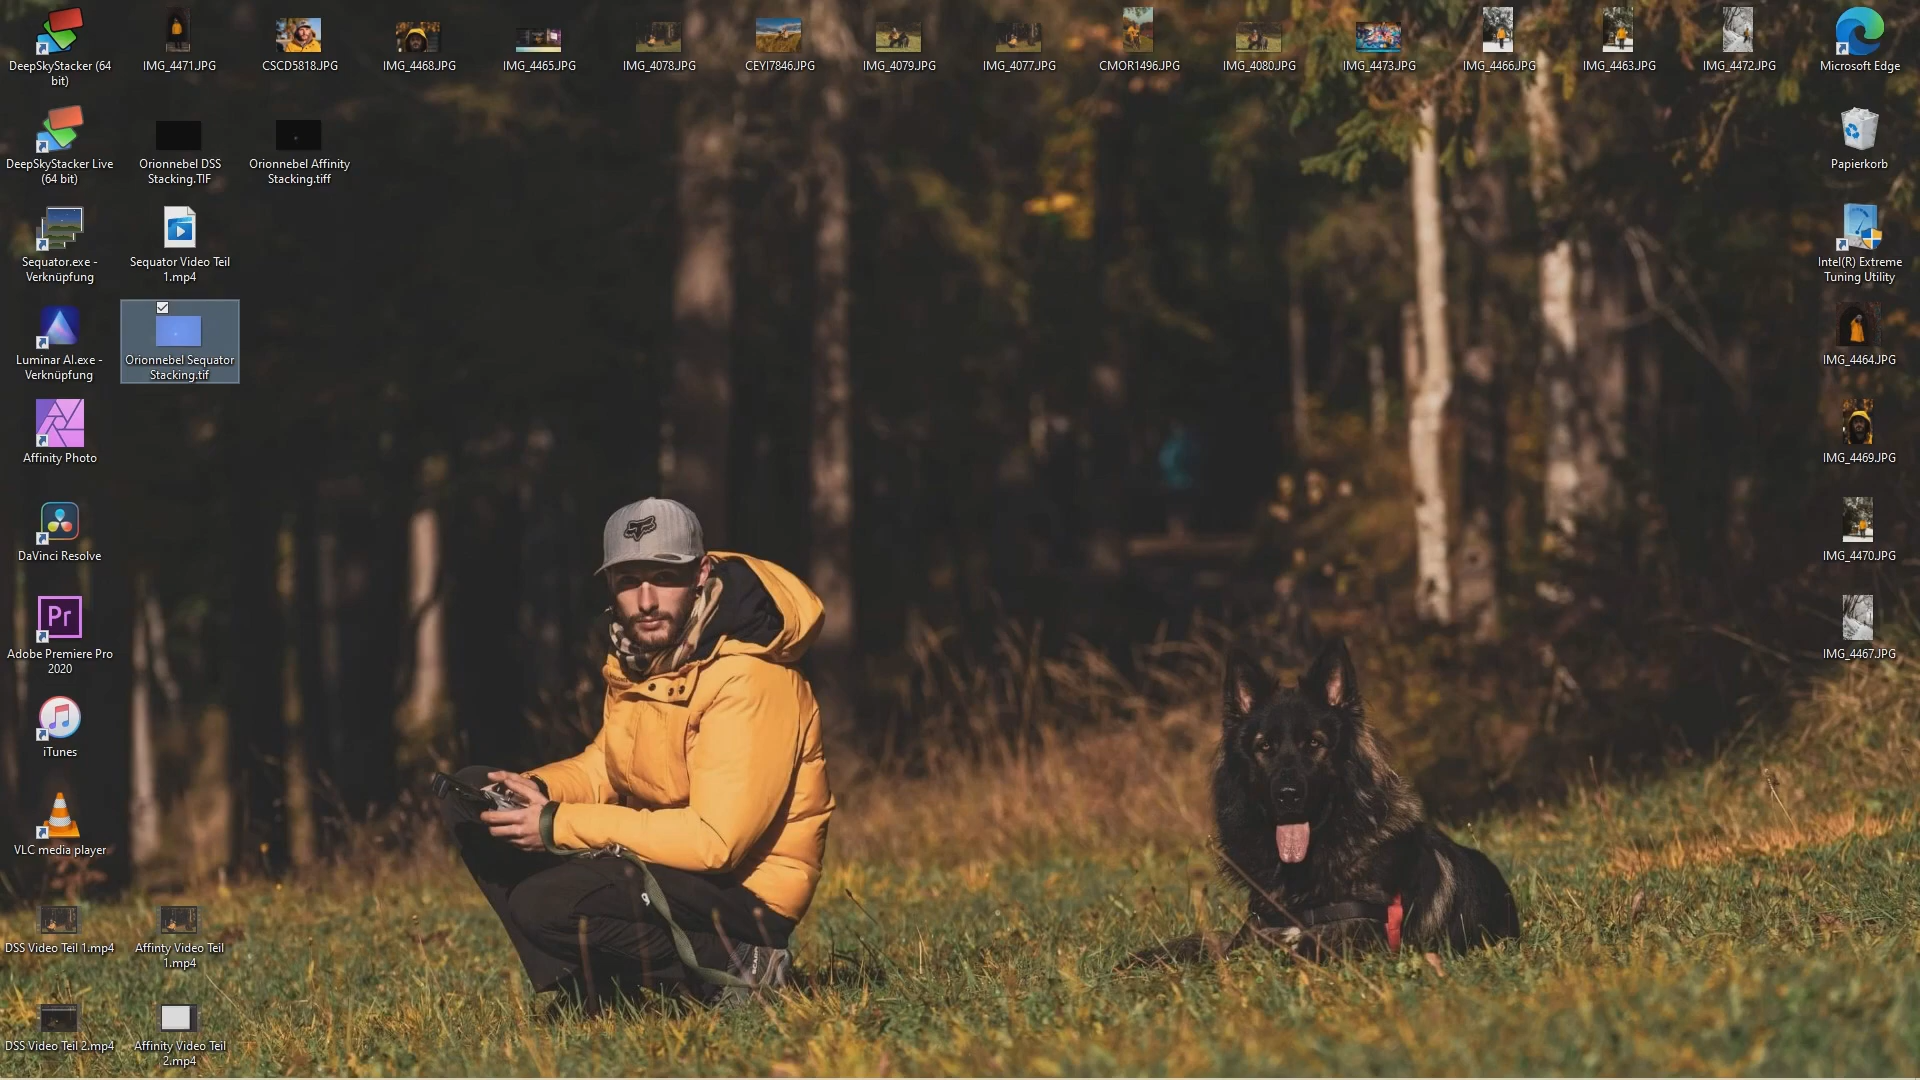 DeepSkyStacker (64
bit)
IMG_4471.JPG
CSCD5818.JPG
IMG_4468.JPG
IMG_4465.JPG
IMG_4078.JPG
CEYI7846.JPG
IMG_4079.JPG
IMG_4077.JPG
CMOR1496.JPG
IMG_4080.JPG
IMG_4473.JPG
IMG_4466.JPG
IMG_4463.JPG
IMG_4472.JPG
Microsoft Edge
DeepSkyStacker Live
(64 bit)
Orionnebel DSS
Stacking.TIF
Orionnebel Affinity
Stacking.tiff
Papierkorb
Sequator.exe -
Verknüpfung
Sequator Video Teil
1.mp4
Intel(R) Extreme
Tuning Utility
Luminar AI.exe -
Verknüpfung
Orionnebel Sequator
Stacking.tif
IMG_4464.JPG
Affinity Photo
IMG_4469.JPG
DaVinci Resolve
IMG_4470.JPG
Pr
Adobe Premiere Pro
2020
IMG_4467.JPG
iTunes
VLC media player
DSS Video Teil 1.mp4
Affinty Video Teil
1.mp4
DSS Video Teil 2.mp4
Affinity Video Teil
2.mp4